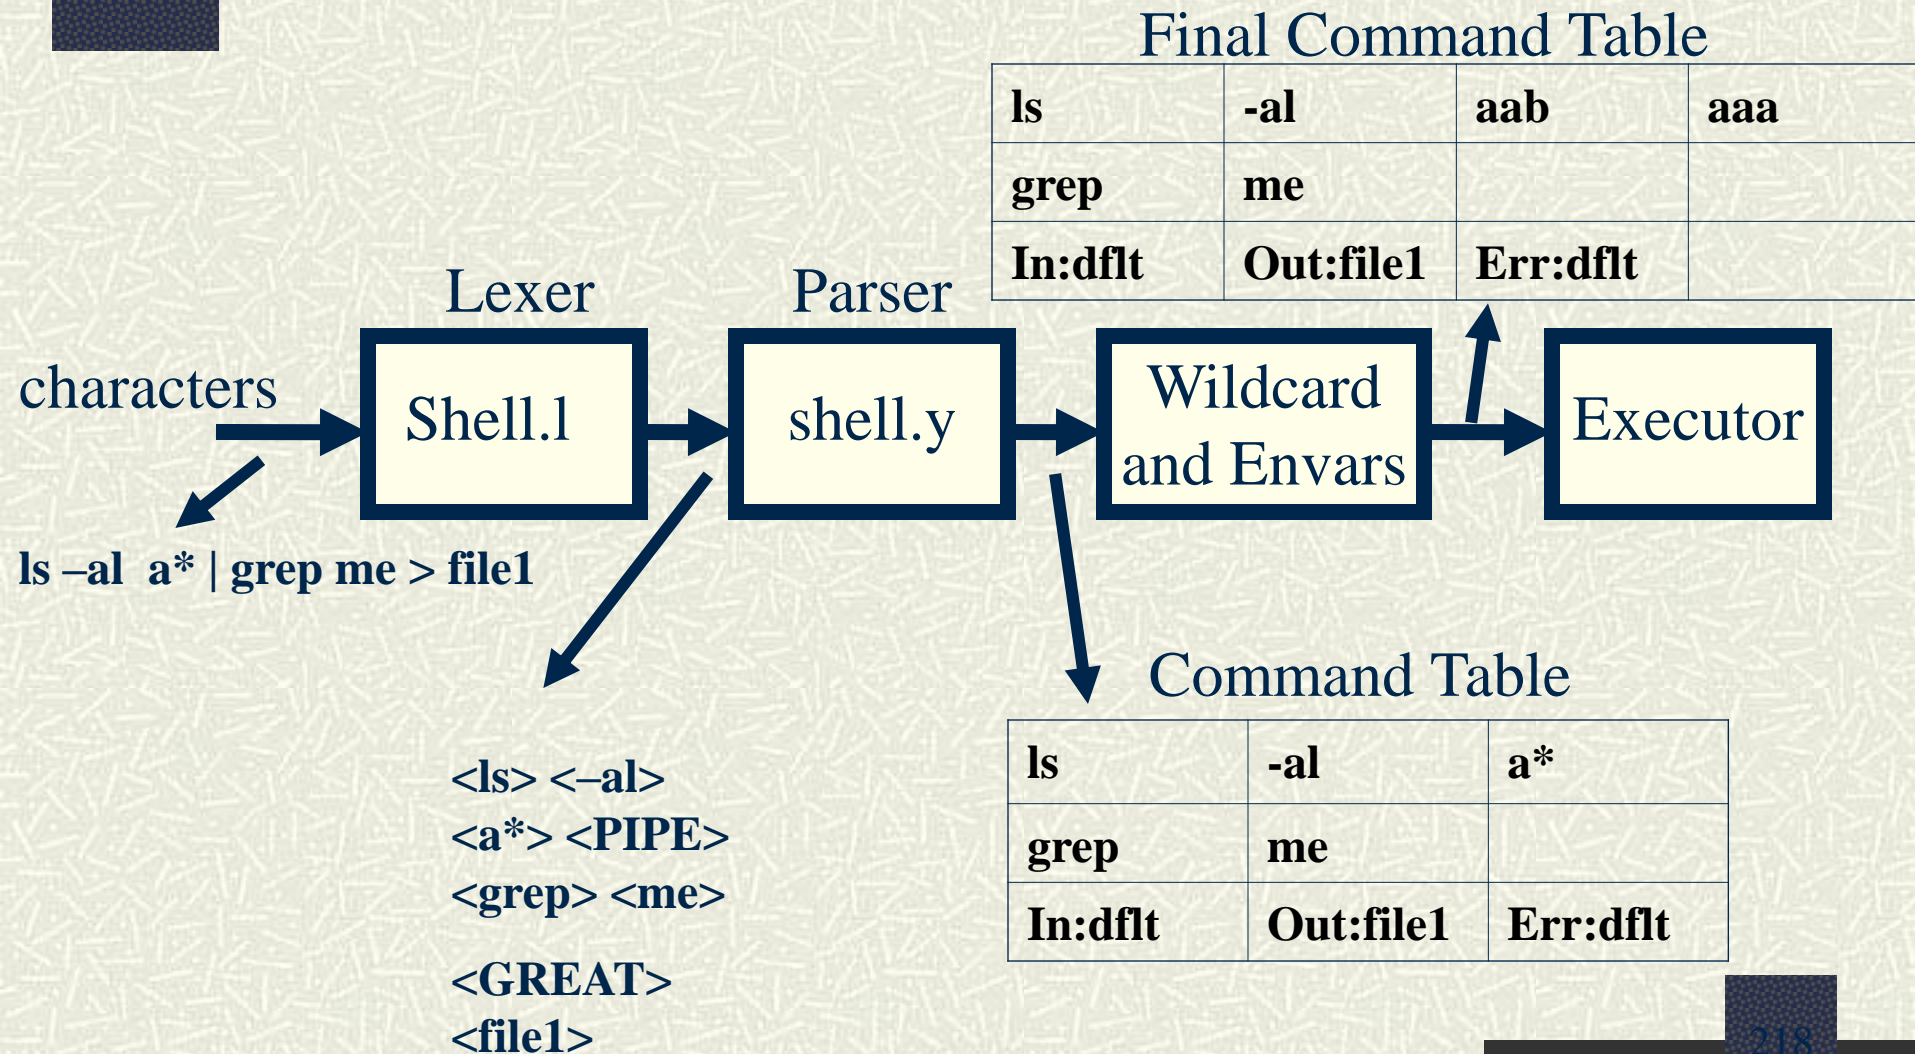 Final Command Table
ls -al aab aaa
grep me
In:dflt Out:file1 Err:dflt
Lexer
Parser
characters
Shell.l
shell.y
Wildcard
and Envars
Executor
ls –al a* | grep me > file1
<ls> <–al>
<a*> <PIPE>
<grep> <me>
<GREAT>
<file1>
Command Table
ls -al a*
grep me
In:dflt Out:file1 Err:dflt
218